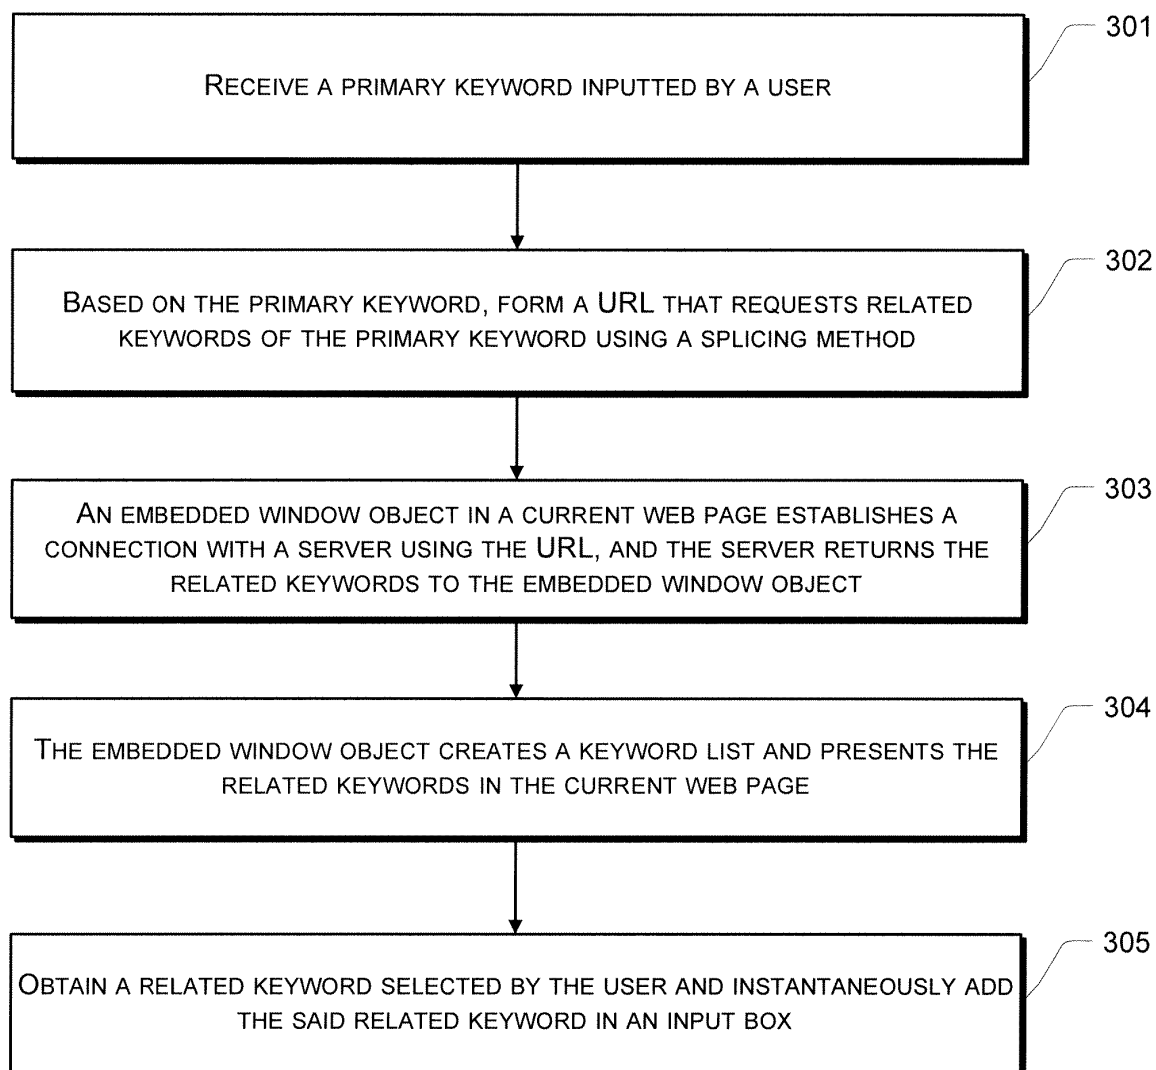 301
RECEIVE A PRIMARY KEYWORD INPUTTED BY A USER
302
BASED ON THE PRIMARY KEYWORD, FORM A URL THAT REQUESTS RELATED
KEYWORDS OF THE PRIMARY KEYWORD USING A SPLICING METHOD
303
AN EMBEDDED WINDOW OBJECT IN A CURRENT WEB PAGE ESTABLISHES A
CONNECTION WITH A SERVER USING THE URL, AND THE SERVER RETURNS THE
RELATED KEYWORDS TO THE EMBEDDED WINDOW OBJECT
304
THE EMBEDDED WINDOW OBJECT CREATES A KEYWORD LIST AND PRESENTS THE
RELATED KEYWORDS IN THE CURRENT WEB PAGE
305
OBTAIN A RELATED KEYWORD SELECTED BY THE USER AND INSTANTANEOUSLY ADD
THE SAID RELATED KEYWORD IN AN INPUT BOX